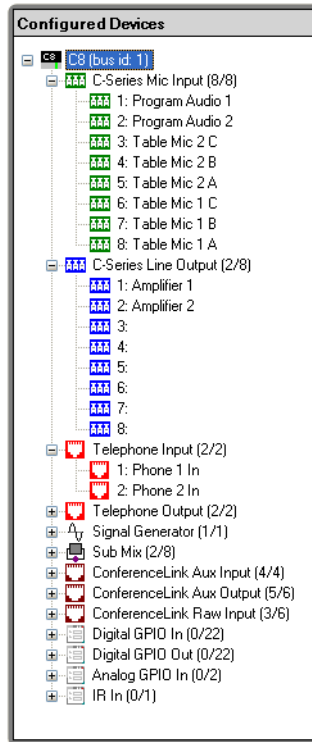 Configured Devices
C8 C8 (bus id: 1)
C-Series Mic Input (8/8)
1: Program Audio 1
2: Program Audio 2
3: Table Mic 2 C
4: Table Mic 2 B
5: Table Mic 2 A
6: Table Mic 1 C
7: Table Mic 1 B
8: Table Mic 1 A
C-Series Line Output (2/8)
1: Amplifier 1
2: Amplifier 2
3:
4:
5:
6:
7:
8:
Telephone Input (2/2)
1: Phone 1 In
2: Phone 2 In
Telephone Output (2/2)
Signal Generator (1/1)
Sub Mix (2/8)
ConferenceLink Aux Input (4/4)
ConferenceLink Aux Output (5/6)
ConferenceLink Raw Input (3/6)
Digital GPIO In (0/22)
Digital GPIO Out (0/22)
Analog GPIO In (0/2)
IR In (0/1)